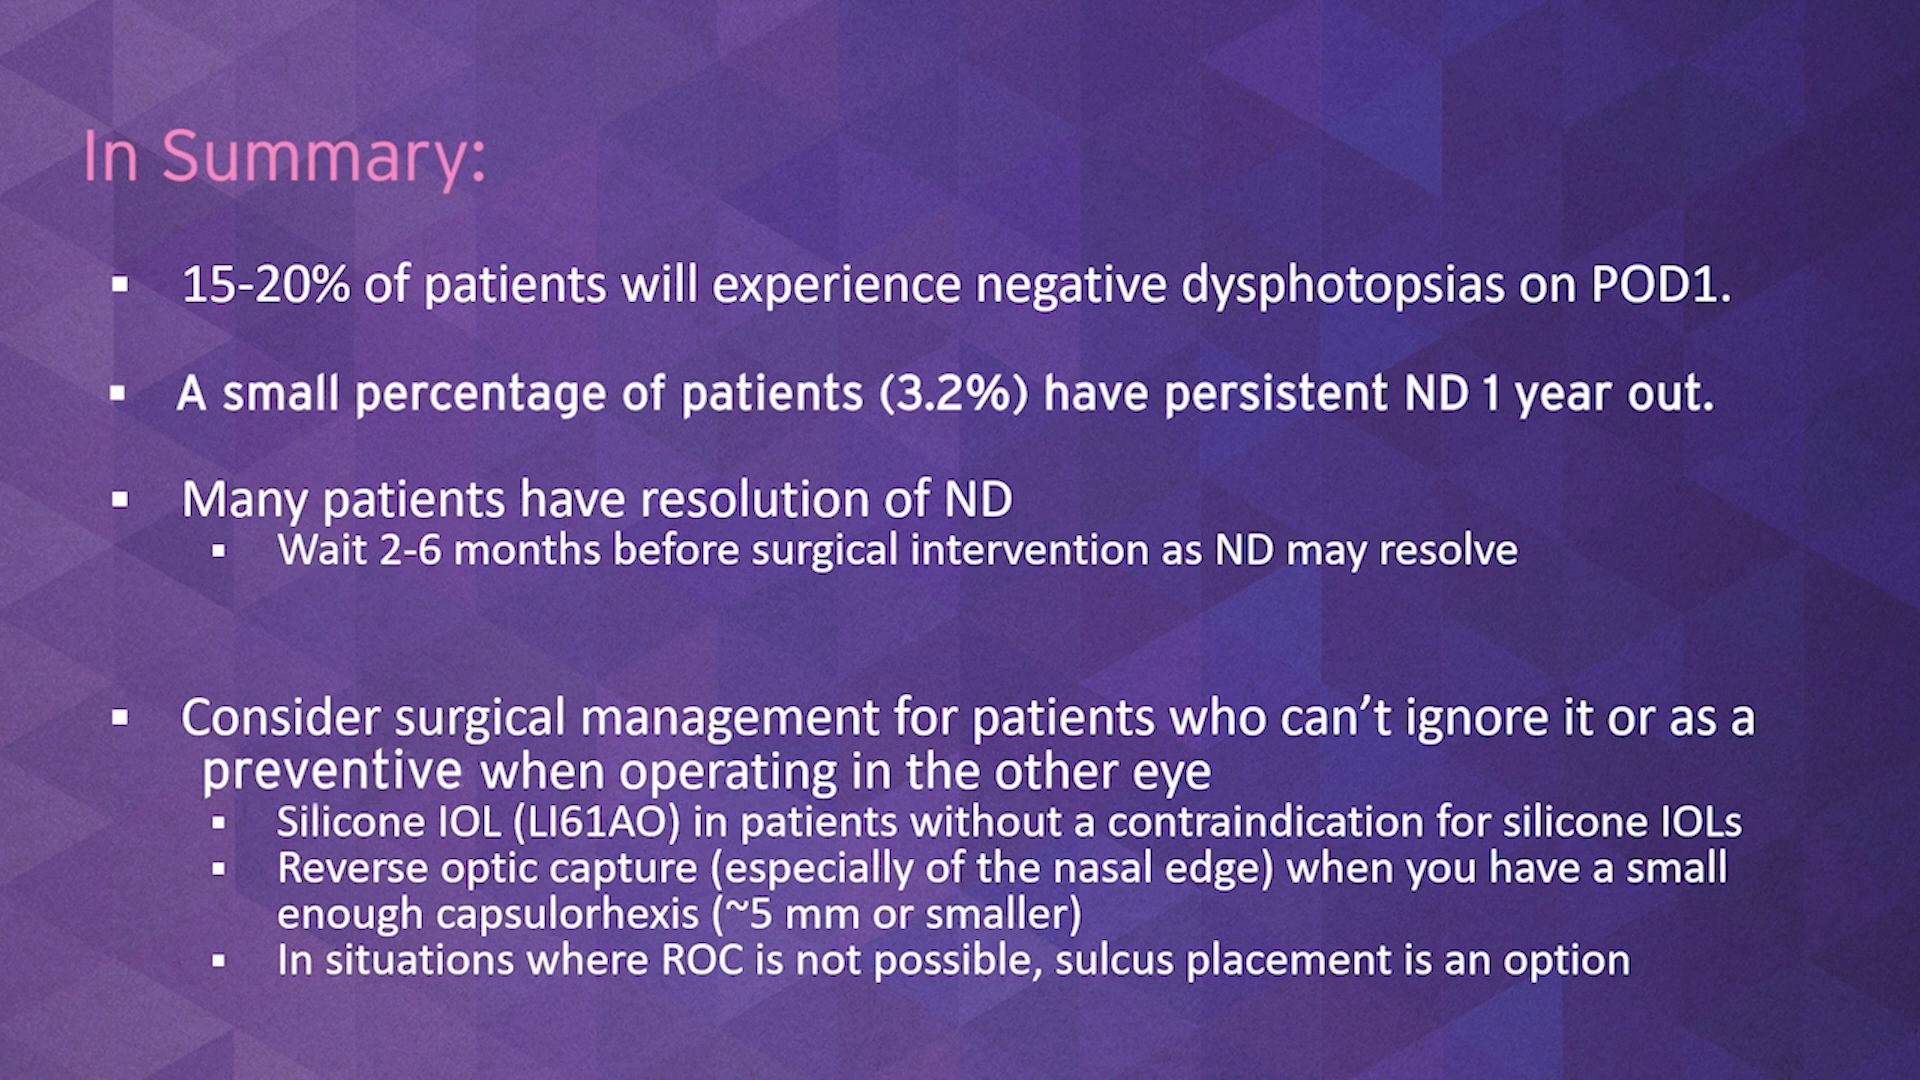 In Summary:
▪ 15-20% of patients will experience negative dysphotopsias on POD1.
▪ A small percentage of patients (3.2%) have persistent ND 1 year out.
▪ Many patients have resolution of ND
▪ Wait 2-6 months before surgical intervention as ND may resolve
▪ Consider surgical management for patients who can’t ignore it or as a
preventive when operating in the other eye
▪ Silicone IOL (LI61AO) in patients without a contraindication for silicone IOLs
▪ Reverse optic capture (especially of the nasal edge) when you have a small
enough capsulorhexis (~5 mm or smaller)
▪ In situations where ROC is not possible, sulcus placement is an option